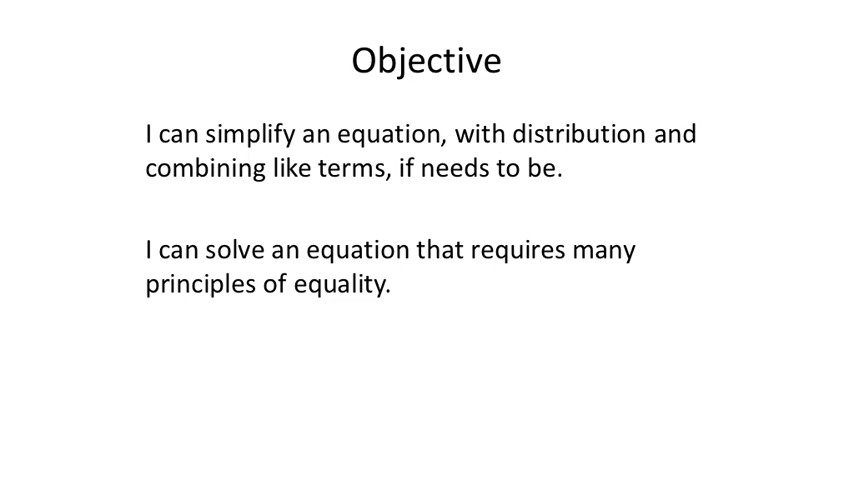 Objective
I can simplify an equation, with distribution and
combining like terms, if needs to be.
I can solve an equation that requires many
principles of equality.